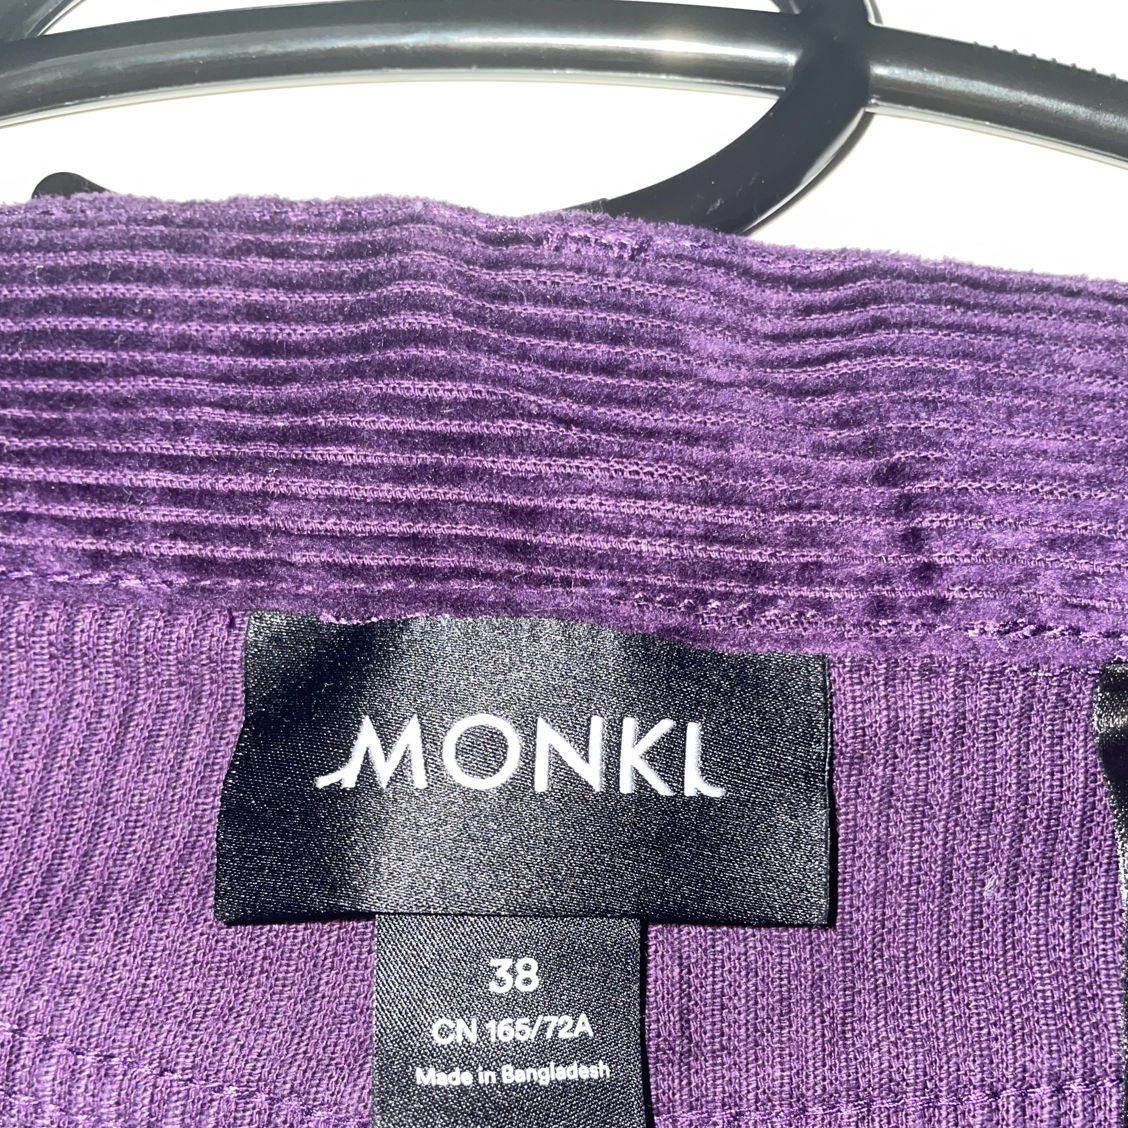 MONKI
38
CN 165/72A
Made in Bangladesh